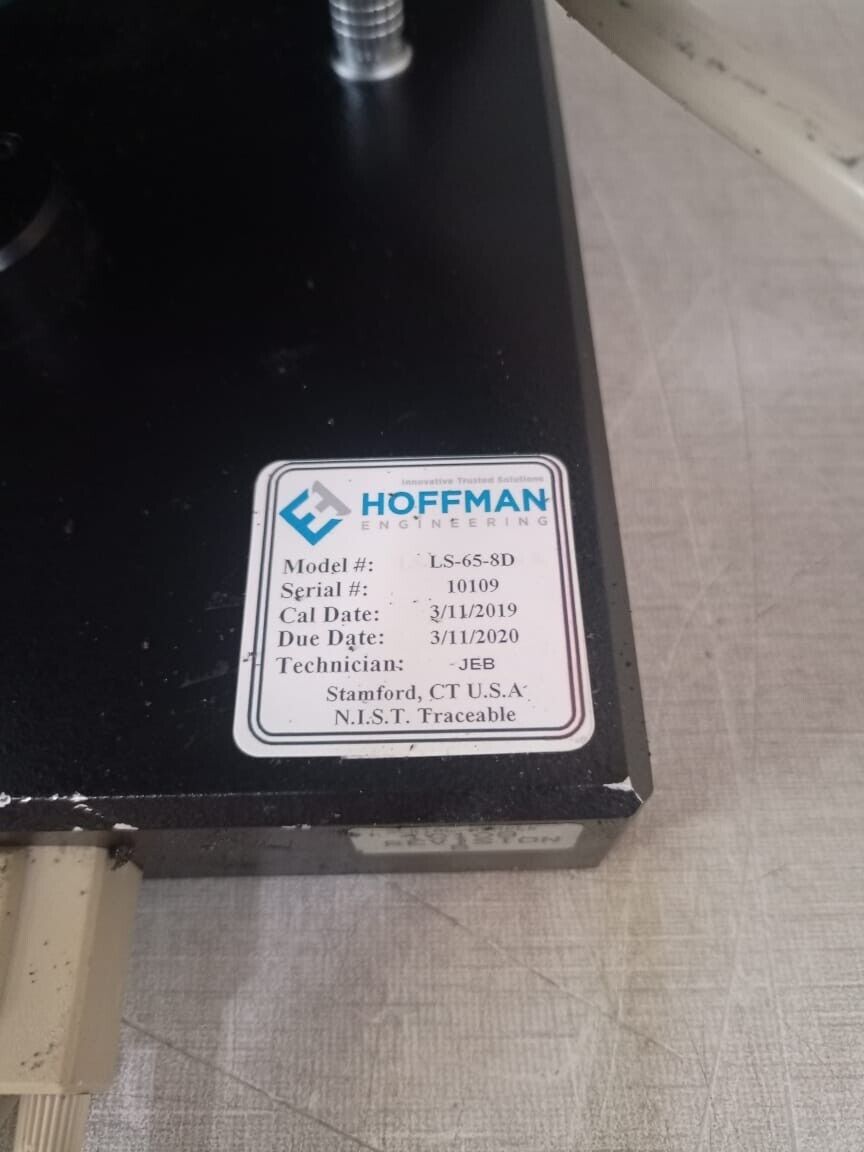 Innovative Trusted Solutions
HOFFMAN
ENGINEERING
Model #: LS-65-8D
Serial #: 10109
Cal Date: 3/11/2019
Due Date: 3/11/2020
Technician: JEB
Stamford, CT U.S.A
N.I.S.T. Traceable
REVISION